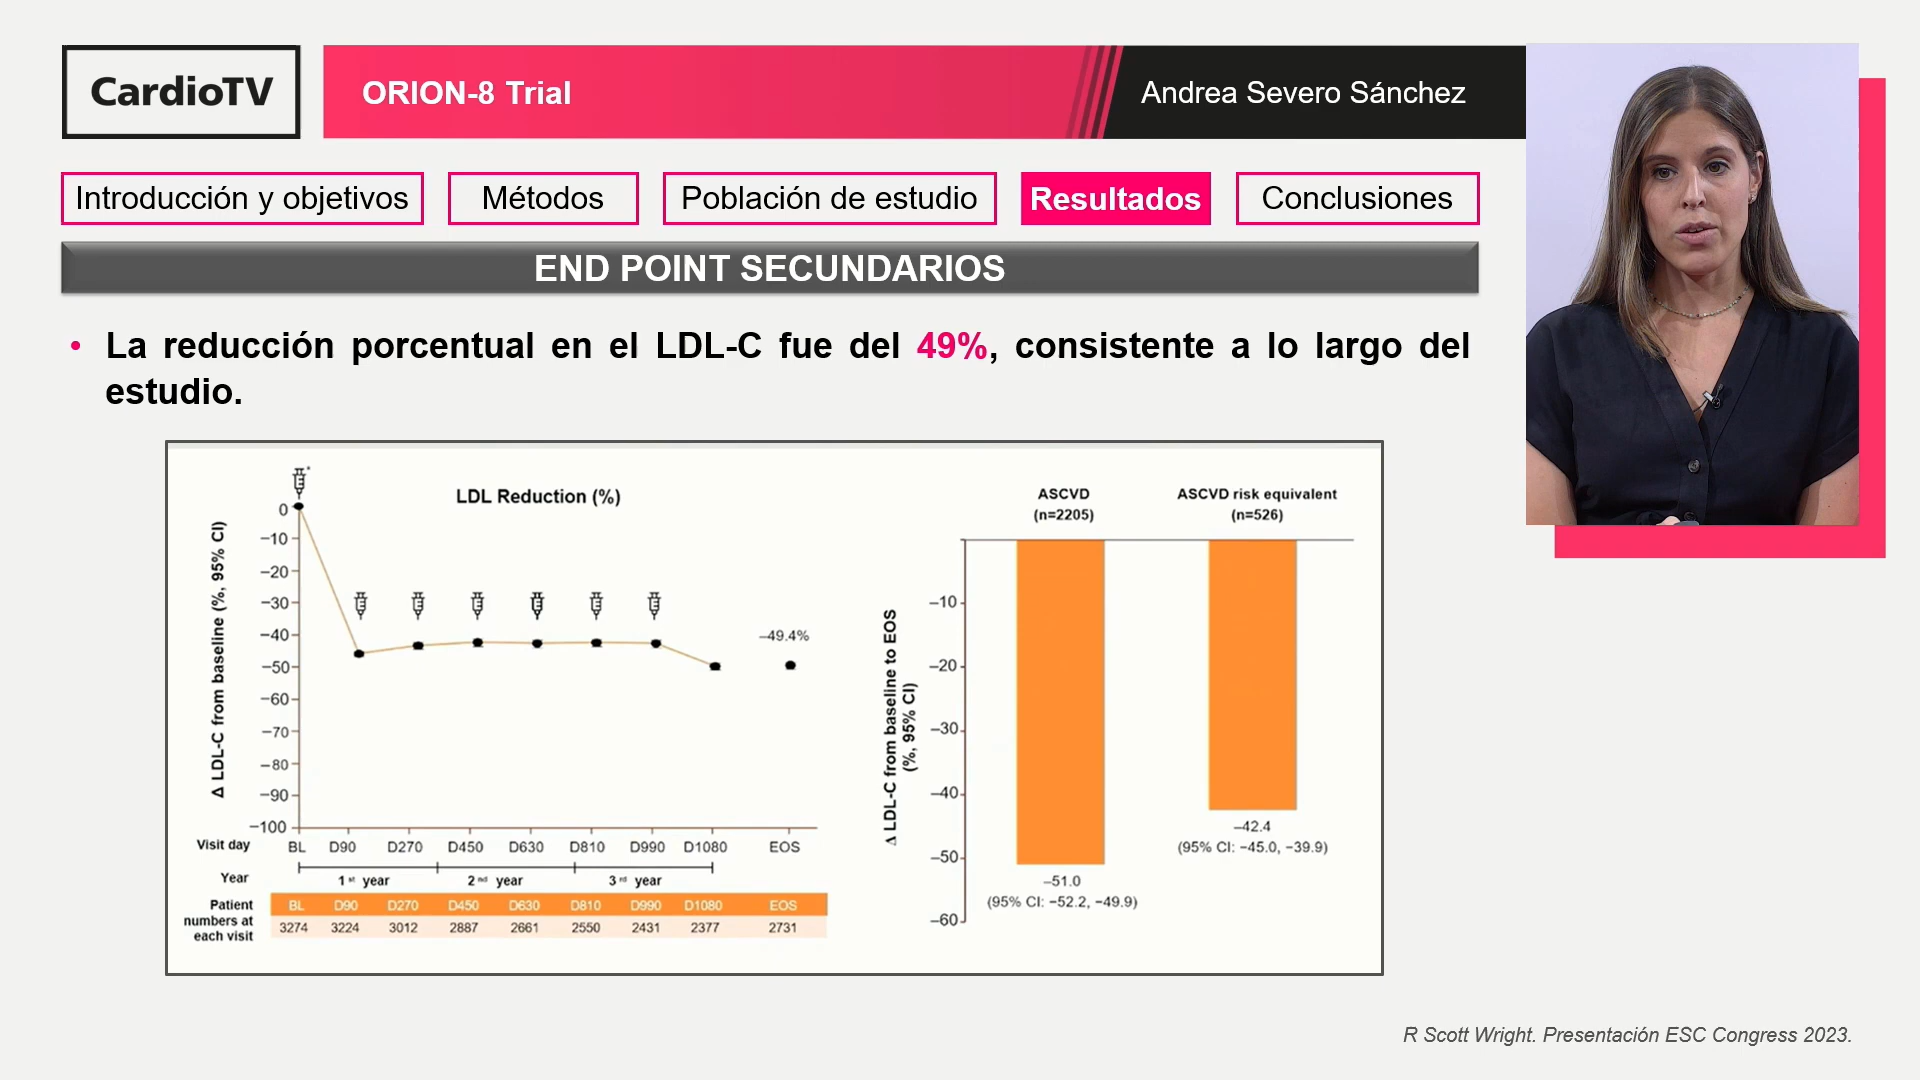 CardioTV
ORION-8 Trial
Andrea Severo Sánchez
Introducción y objetivos
Métodos
Población de estudio
Resultados
Conclusiones
END POINT SECUNDARIOS
• La reducción porcentual en el LDL-C fue del 49%, consistente a lo largo del
estudio.
LDL Reduction (%)
Δ LDL-C from baseline (%, 95% CI)
0
−10
−20
−30
−40
−50
−60
−70
−80
−90
−100
−49.4%
Visit day BL D90 D270 D450 D630 D810 D990 D1080 EOS
Year 1st year 2nd year 3rd year
Patient
numbers at
each visit
BL D90 D270 D450 D630 D810 D990 D1080 EOS
3274 3224 3012 2887 2661 2550 2431 2377 2731
ASCVD
(n=2205)
ASCVD risk equivalent
(n=526)
Δ LDL-C from baseline to EOS
(%, 95% CI)
−10
−20
−30
−40
−50
−60
−51.0
(95% CI: −52.2, −49.9)
−42.4
(95% CI: −45.0, −39.9)
R Scott Wright. Presentación ESC Congress 2023.